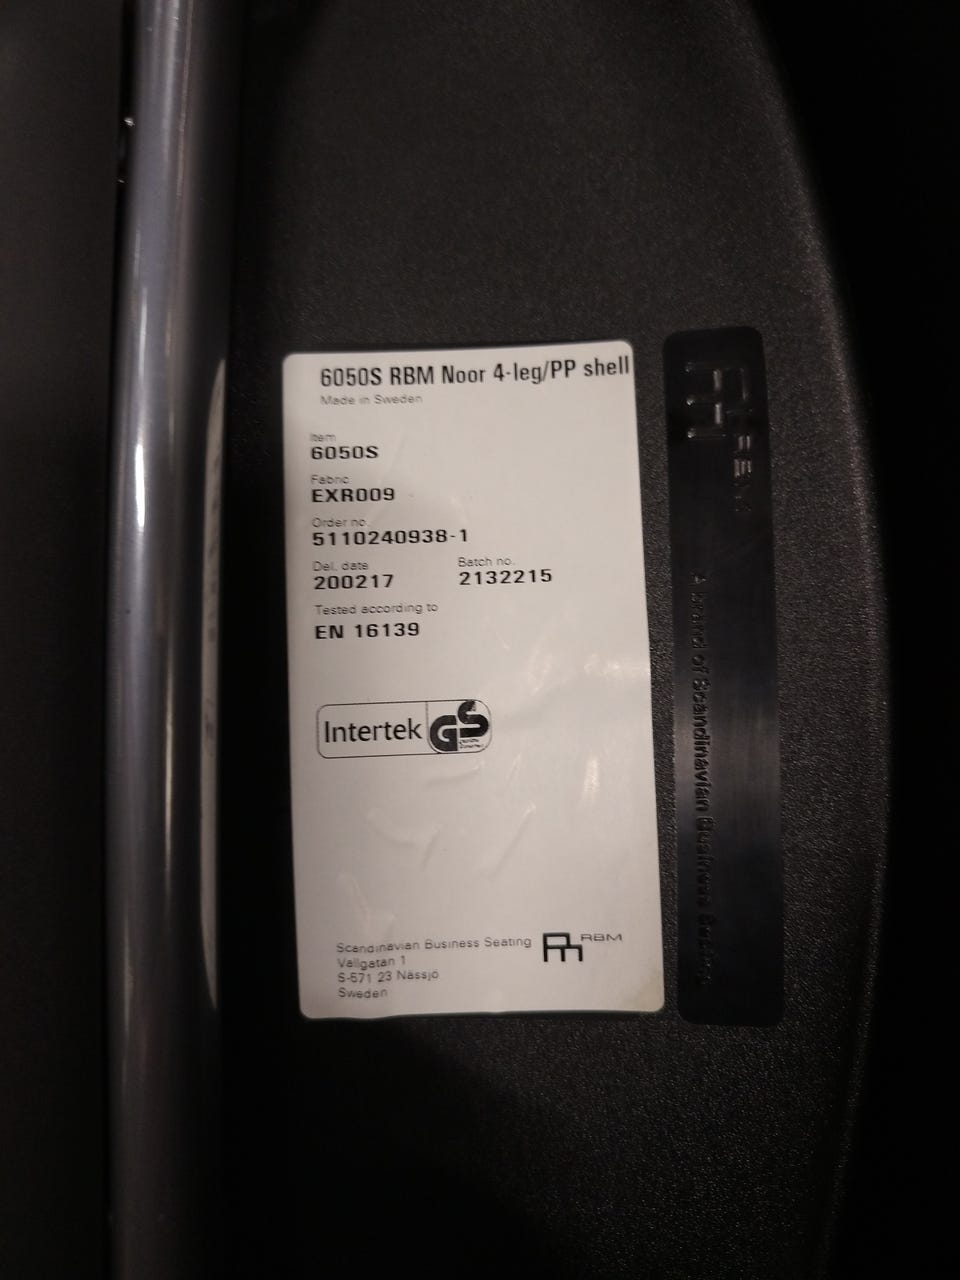 6050S RBM Noor 4-leg/PP shell
Made in Sweden
Item
6050S
Fabric
EXR009
Order no.
5110240938-1
Del. date Batch no.
200217 2132215
Tested according to
EN 16139
Intertek GS
Scandinavian Business Seating
Vallgatan 1
S-571 23 Nässjö
Sweden
RBM
RBM
A brand of Scandinavian Business Seating